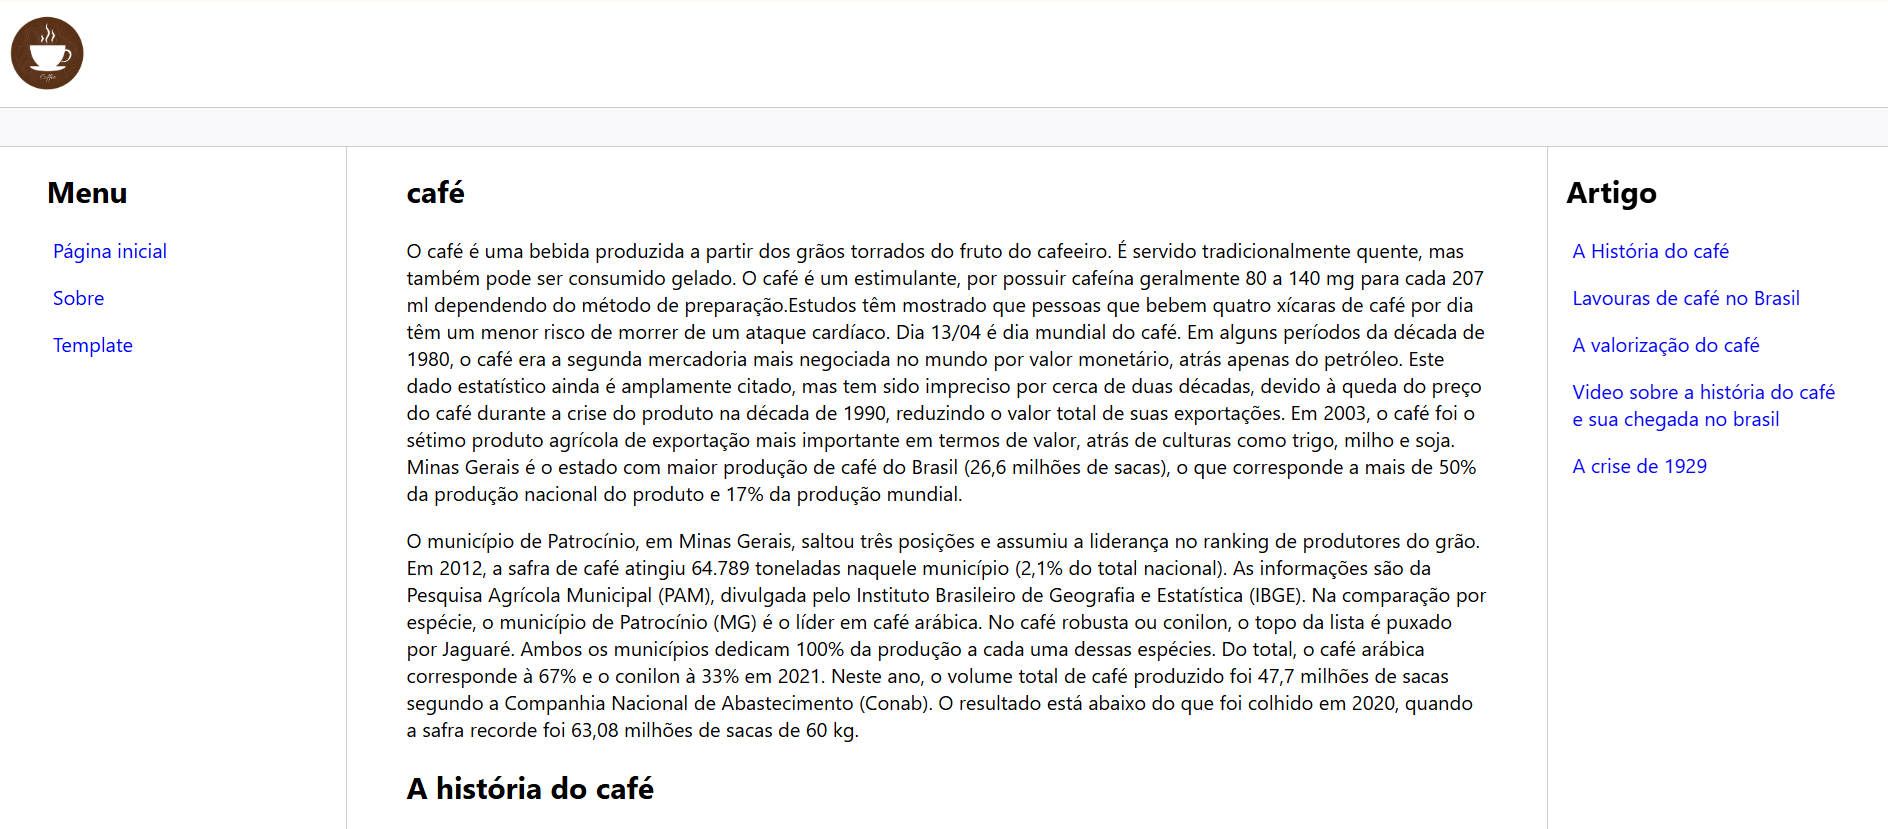 Coffee
Menu
Página inicial
Sobre
Template
café
O café é uma bebida produzida a partir dos grãos torrados do fruto do cafeeiro. É servido tradicionalmente quente, mas
também pode ser consumido gelado. O café é um estimulante, por possuir cafeína geralmente 80 a 140 mg para cada 207
ml dependendo do método de preparação.Estudos têm mostrado que pessoas que bebem quatro xícaras de café por dia
têm um menor risco de morrer de um ataque cardíaco. Dia 13/04 é dia mundial do café. Em alguns períodos da década de
1980, o café era a segunda mercadoria mais negociada no mundo por valor monetário, atrás apenas do petróleo. Este
dado estatístico ainda é amplamente citado, mas tem sido impreciso por cerca de duas décadas, devido à queda do preço
do café durante a crise do produto na década de 1990, reduzindo o valor total de suas exportações. Em 2003, o café foi o
sétimo produto agrícola de exportação mais importante em termos de valor, atrás de culturas como trigo, milho e soja.
Minas Gerais é o estado com maior produção de café do Brasil (26,6 milhões de sacas), o que corresponde a mais de 50%
da produção nacional do produto e 17% da produção mundial.
O município de Patrocínio, em Minas Gerais, saltou três posições e assumiu a liderança no ranking de produtores do grão.
Em 2012, a safra de café atingiu 64.789 toneladas naquele município (2,1% do total nacional). As informações são da
Pesquisa Agrícola Municipal (PAM), divulgada pelo Instituto Brasileiro de Geografia e Estatística (IBGE). Na comparação por
espécie, o município de Patrocínio (MG) é o líder em café arábica. No café robusta ou conilon, o topo da lista é puxado
por Jaguaré. Ambos os municípios dedicam 100% da produção a cada uma dessas espécies. Do total, o café arábica
corresponde à 67% e o conilon à 33% em 2021. Neste ano, o volume total de café produzido foi 47,7 milhões de sacas
segundo a Companhia Nacional de Abastecimento (Conab). O resultado está abaixo do que foi colhido em 2020, quando
a safra recorde foi 63,08 milhões de sacas de 60 kg.
A história do café
Artigo
A História do café
Lavouras de café no Brasil
A valorização do café
Video sobre a história do café
e sua chegada no brasil
A crise de 1929